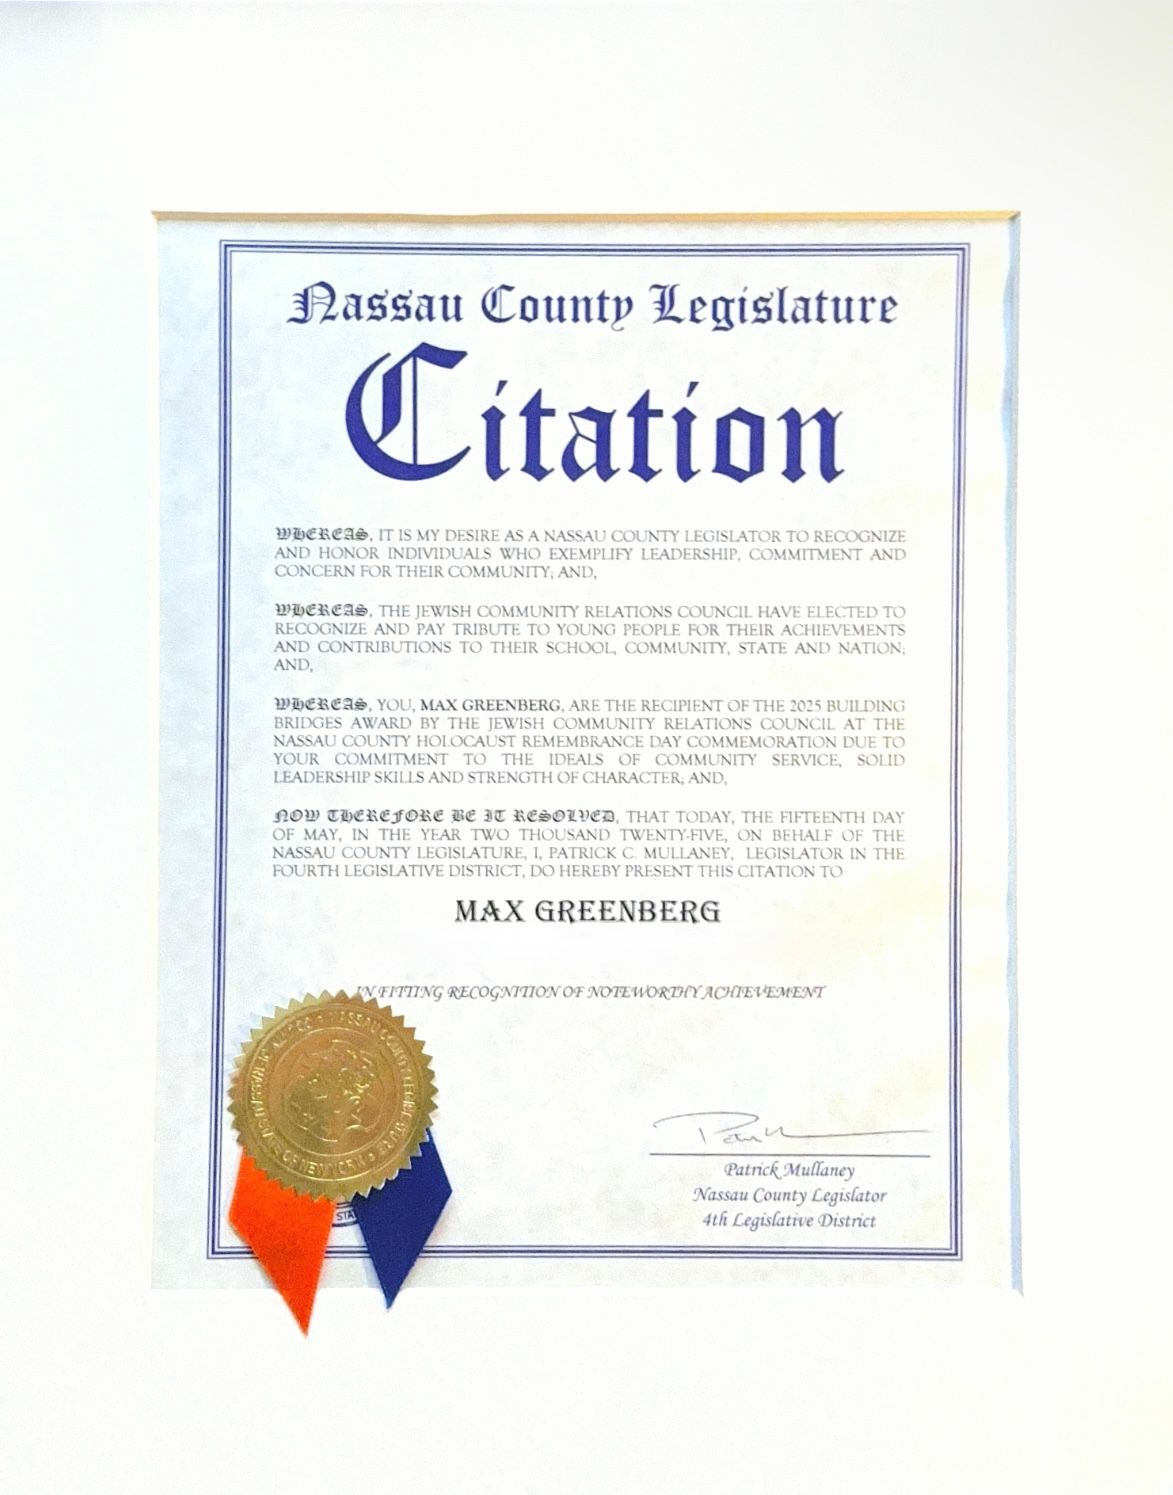 Nassau County Legislature
Citation
WHEREAS, IT IS MY DESIRE AS A NASSAU COUNTY LEGISLATOR TO RECOGNIZE
AND HONOR INDIVIDUALS WHO EXEMPLIFY LEADERSHIP, COMMITMENT AND
CONCERN FOR THEIR COMMUNITY; AND,
WHEREAS, THE JEWISH COMMUNITY RELATIONS COUNCIL HAVE ELECTED TO
RECOGNIZE AND PAY TRIBUTE TO YOUNG PEOPLE FOR THEIR ACHIEVEMENTS
AND CONTRIBUTIONS TO THEIR SCHOOL, COMMUNITY, STATE AND NATION;
AND,
WHEREAS, YOU, MAX GREENBERG, ARE THE RECIPIENT OF THE 2025 BUILDING
BRIDGES AWARD BY THE JEWISH COMMUNITY RELATIONS COUNCIL AT THE
NASSAU COUNTY HOLOCAUST REMEMBRANCE DAY COMMEMORATION DUE TO
YOUR COMMITMENT TO THE IDEALS OF COMMUNITY SERVICE, SOLID
LEADERSHIP SKILLS AND STRENGTH OF CHARACTER; AND,
NOW THEREFORE BE IT RESOLVED, THAT TODAY, THE FIFTEENTH DAY
OF MAY, IN THE YEAR TWO THOUSAND TWENTY-FIVE, ON BEHALF OF THE
NASSAU COUNTY LEGISLATURE, I, PATRICK C. MULLANEY, LEGISLATOR IN THE
FOURTH LEGISLATIVE DISTRICT, DO HEREBY PRESENT THIS CITATION TO
MAX GREENBERG
IN FITTING RECOGNITION OF NOTEWORTHY ACHIEVEMENT
NASSAU COUNTY LEGISLATURE
STATE OF NEW YORK
STA
Patrick Mullaney
Nassau County Legislator
4th Legislative District